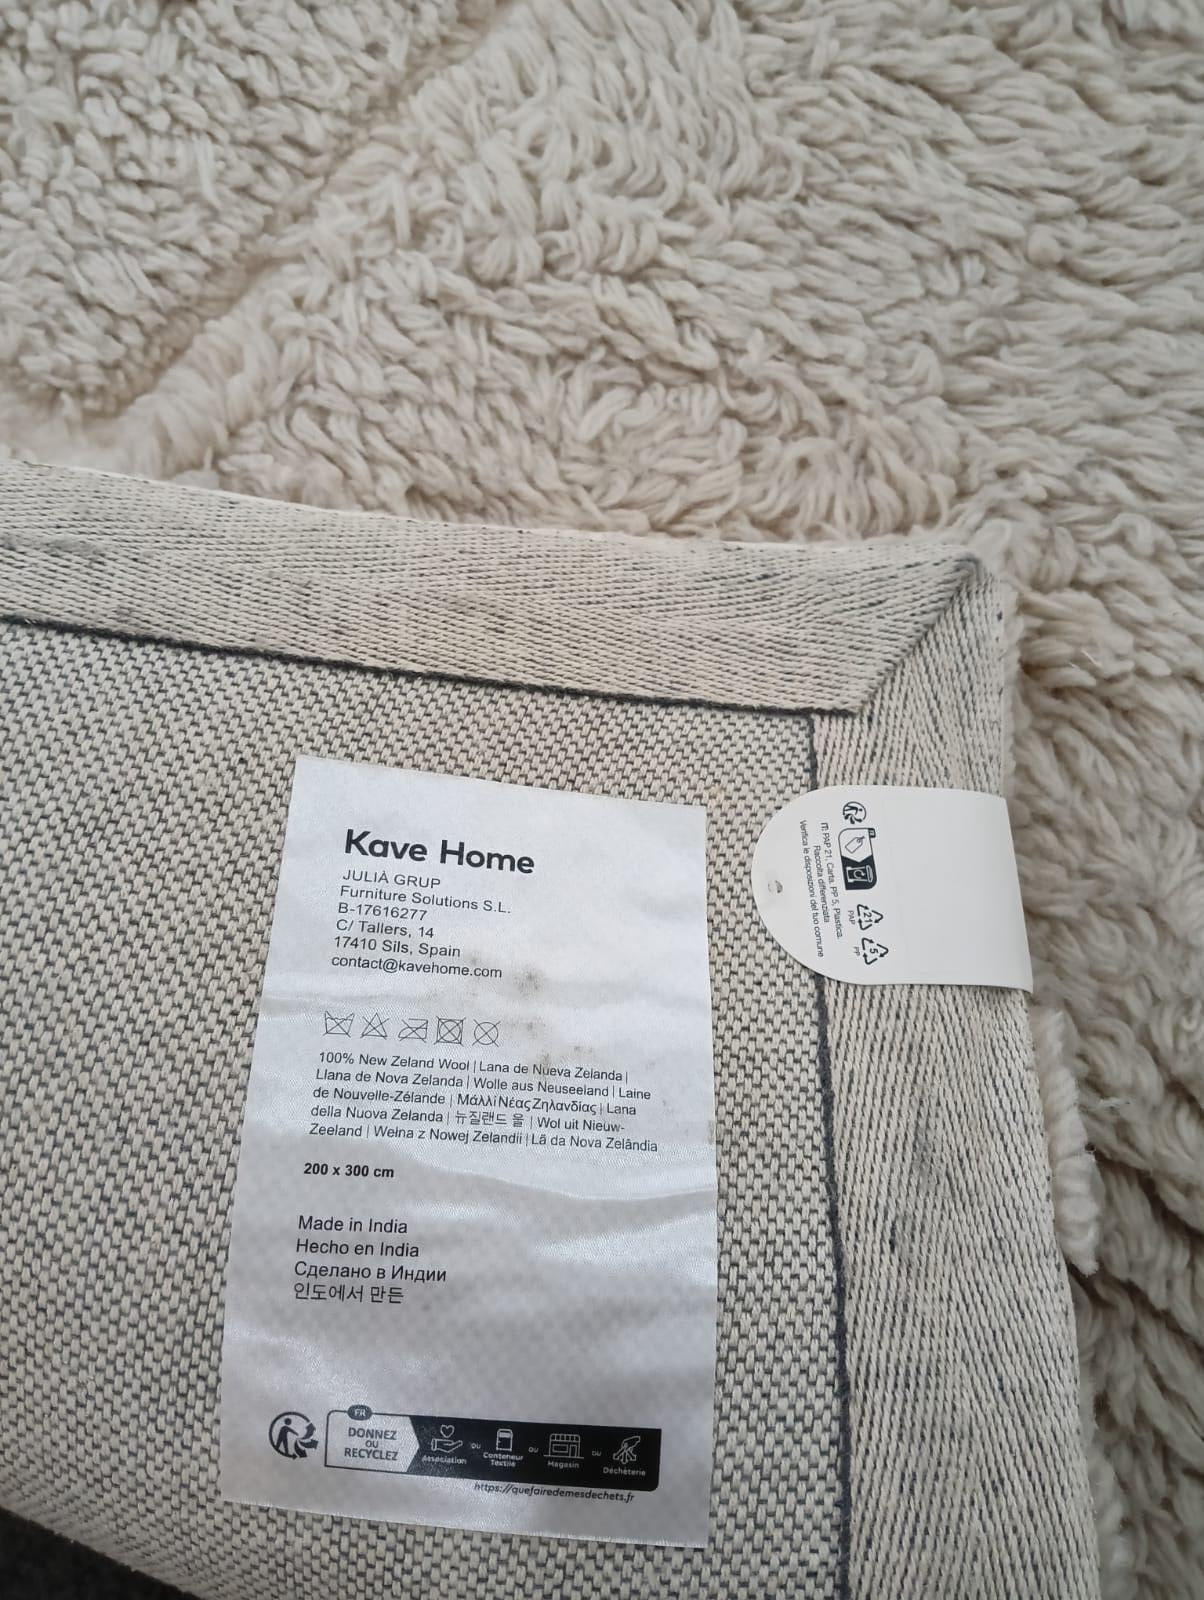 Kave Home
JULIÀ GRUP
Furniture Solutions S.L.
B-17616277
C/ Tallers, 14
17410 Sils, Spain
contact@kavehome.com
100% New Zeland Wool | Lana de Nueva Zelanda |
Llana de Nova Zelanda | Wolle aus Neuseeland | Laine
de Nouvelle-Zélande | ΜάλλίΝέαςΖηλανδίας | Lana
della Nuova Zelanda | 뉴질랜드 울 | Wol uit Nieuw-
Zeeland | Wełna z Nowej Zelandii | Lã da Nova Zelândia
200 x 300 cm
Made in India
Hecho en India
Сделано в Индии
인도에서 만든
FR
DONNEZ
OU
RECYCLEZ
Association
OU
Conteneur
Textile
OU
Magasin
OU
Déchèterie
https://quefairedemesdechets.fr
IT: PAP 21, Carta. PP 5, Plastica.
Raccolta differenziata
Verifica le disposizioni del tuo comune
21
PAP
5
PP